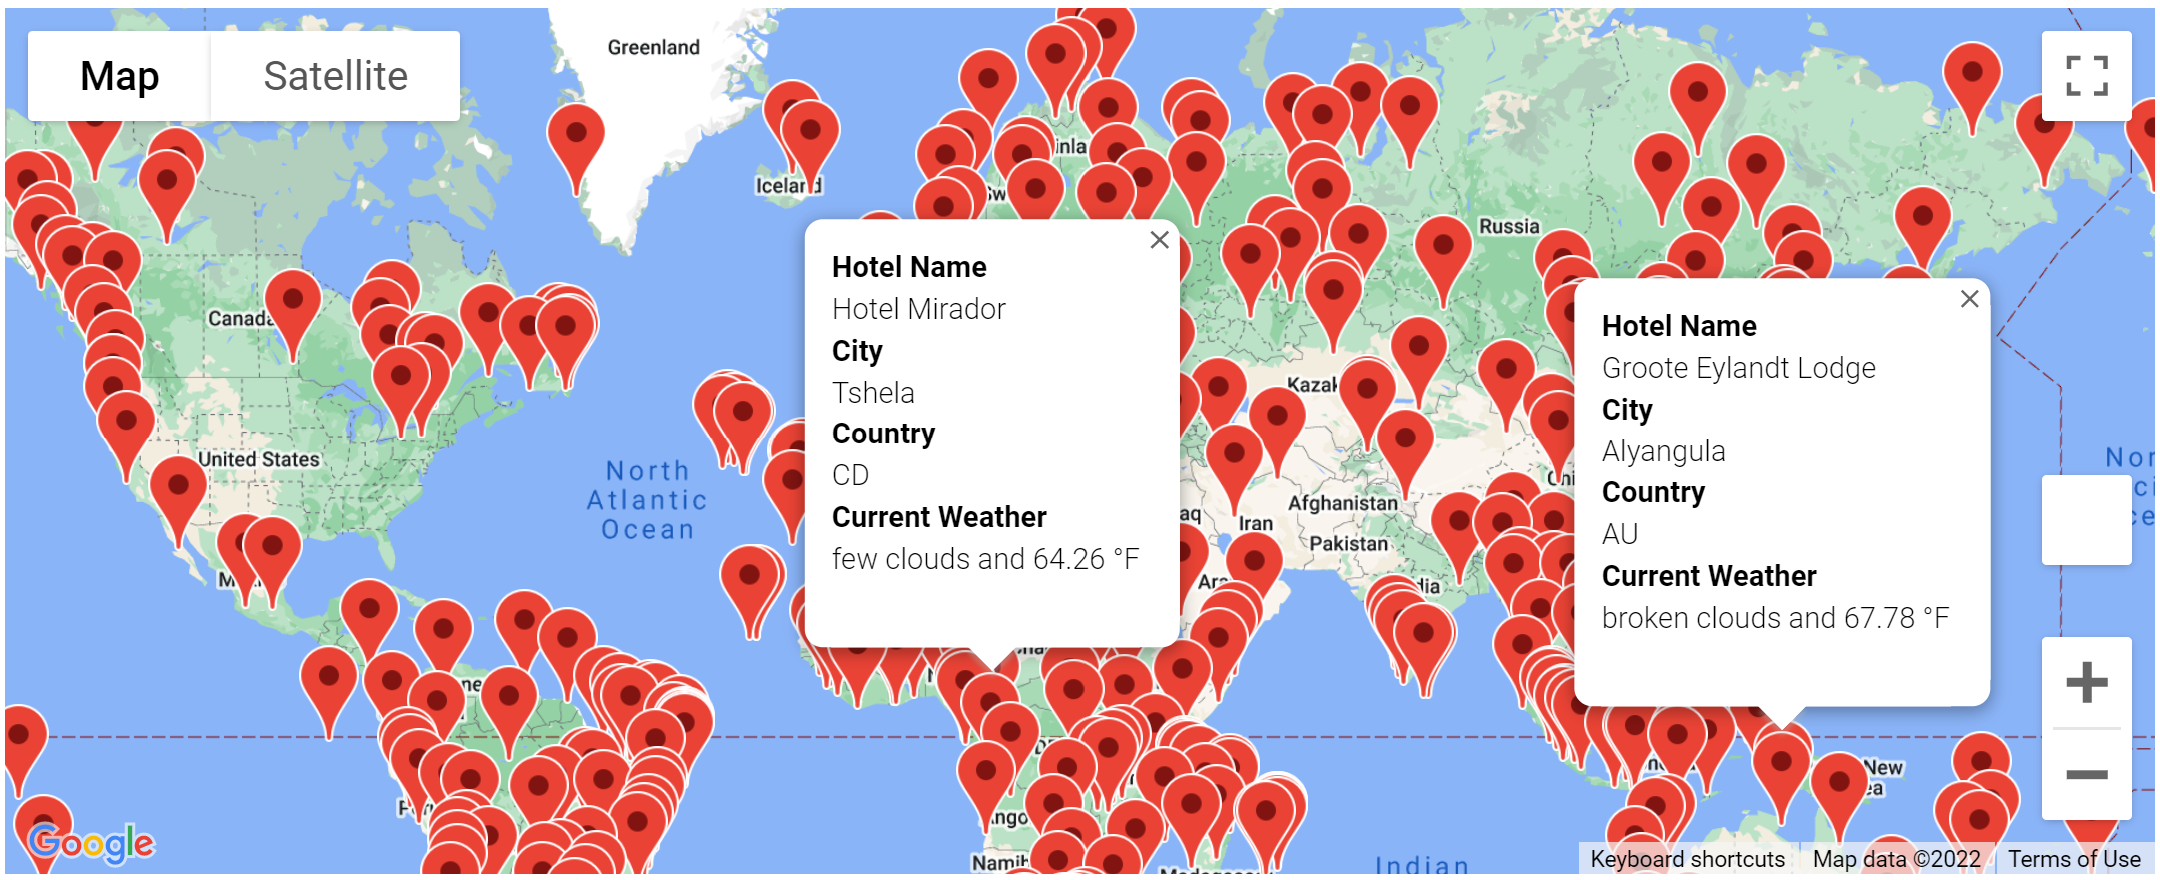 Map
Satellite
Greenland
Iceland
Russia
Canada
United States
North
Atlantic
Ocean
Hotel Name
Hotel Mirador
City
Tshela
Country
CD
Current Weather
few clouds and 64.26 °F
Hotel Name
Groote Eylandt Lodge
City
Alyangula
Country
AU
Current Weather
broken clouds and 67.78 °F
Afghanistan
Iran
Pakistan
New
Indian
Google
Keyboard shortcuts
Map data ©2022
Terms of Use